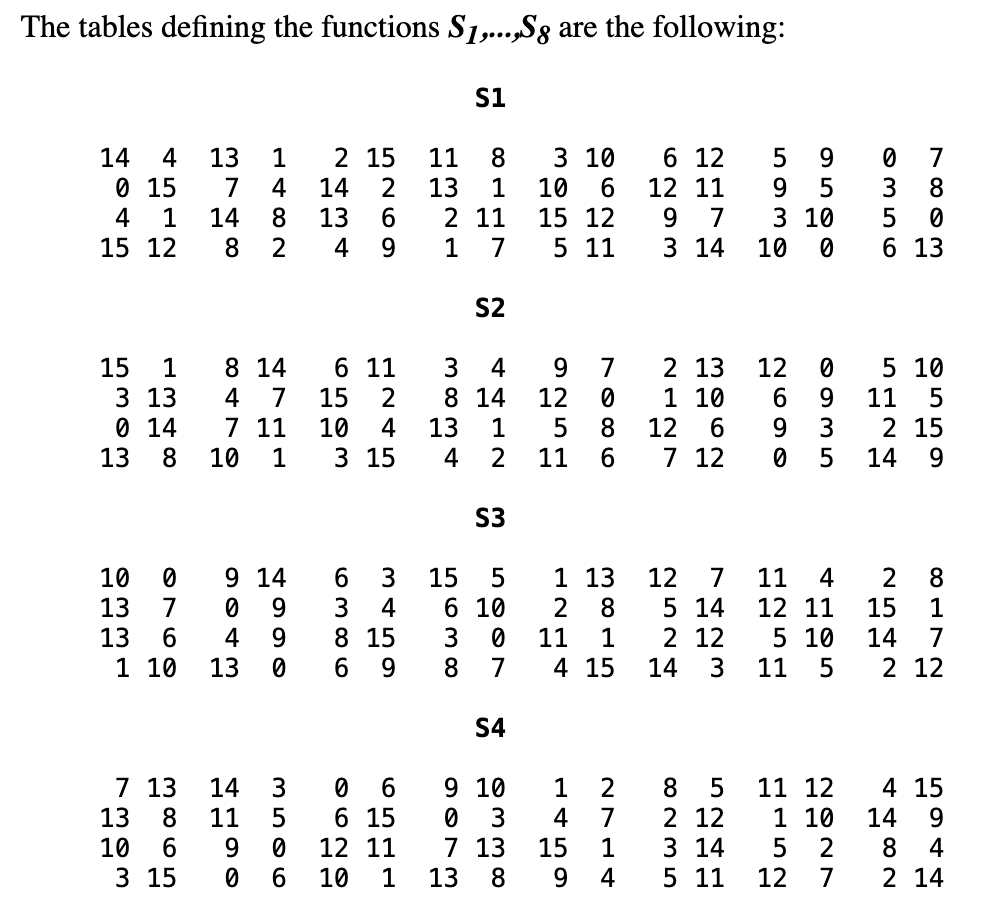 The tables defining the functions S1,...,S8 are the following:
S1
14 4 13 1 2 15 11 8 3 10 6 12 5 9 0 7
0 15 7 4 14 2 13 1 10 6 12 11 9 5 3 8
4 1 14 8 13 6 2 11 15 12 9 7 3 10 5 0
15 12 8 2 4 9 1 7 5 11 3 14 10 0 6 13
S2
15 1 8 14 6 11 3 4 9 7 2 13 12 0 5 10
3 13 4 7 15 2 8 14 12 0 1 10 6 9 11 5
0 14 7 11 10 4 13 1 5 8 12 6 9 3 2 15
13 8 10 1 3 15 4 2 11 6 7 12 0 5 14 9
S3
10 0 9 14 6 3 15 5 1 13 12 7 11 4 2 8
13 7 0 9 3 4 6 10 2 8 5 14 12 11 15 1
13 6 4 9 8 15 3 0 11 1 2 12 5 10 14 7
1 10 13 0 6 9 8 7 4 15 14 3 11 5 2 12
S4
7 13 14 3 0 6 9 10 1 2 8 5 11 12 4 15
13 8 11 5 6 15 0 3 4 7 2 12 1 10 14 9
10 6 9 0 12 11 7 13 15 1 3 14 5 2 8 4
3 15 0 6 10 1 13 8 9 4 5 11 12 7 2 14